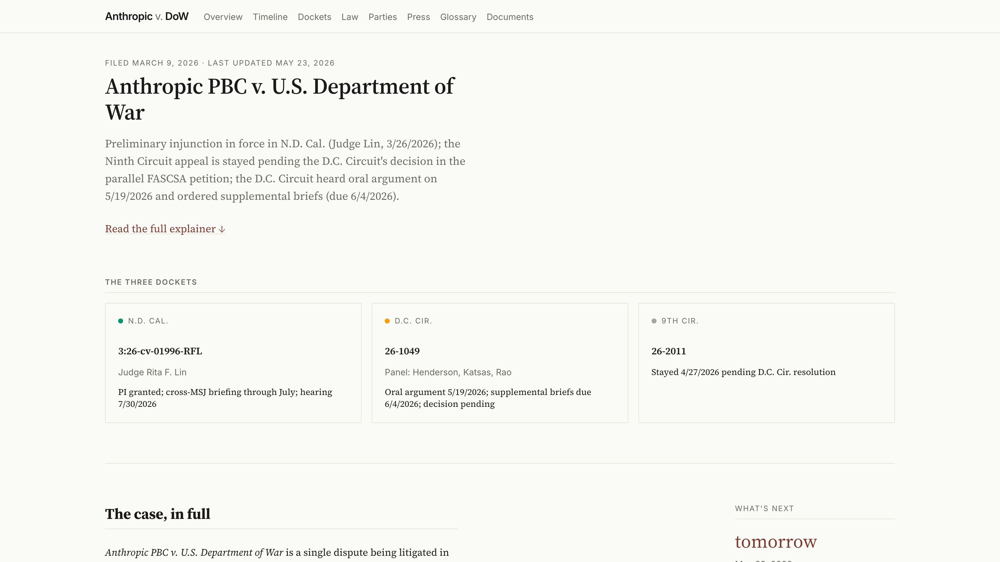 Anthropic v. DoW Overview Timeline Dockets Law Parties Press Glossary Documents
FILED MARCH 9, 2026 · LAST UPDATED MAY 23, 2026
Anthropic PBC v. U.S. Department of
War
Preliminary injunction in force in N.D. Cal. (Judge Lin, 3/26/2026); the
Ninth Circuit appeal is stayed pending the D.C. Circuit's decision in the
parallel FASCSA petition; the D.C. Circuit heard oral argument on
5/19/2026 and ordered supplemental briefs (due 6/4/2026).
Read the full explainer ↓
THE THREE DOCKETS
N.D. CAL.
3:26-cv-01996-RFL
Judge Rita F. Lin
PI granted; cross-MSJ briefing through July; hearing
7/30/2026
D.C. CIR.
26-1049
Panel: Henderson, Katsas, Rao
Oral argument 5/19/2026; supplemental briefs due
6/4/2026; decision pending
9TH CIR.
26-2011
Stayed 4/27/2026 pending D.C. Cir. resolution
The case, in full
Anthropic PBC v. U.S. Department of War is a single dispute being litigated in
WHAT'S NEXT
tomorrow